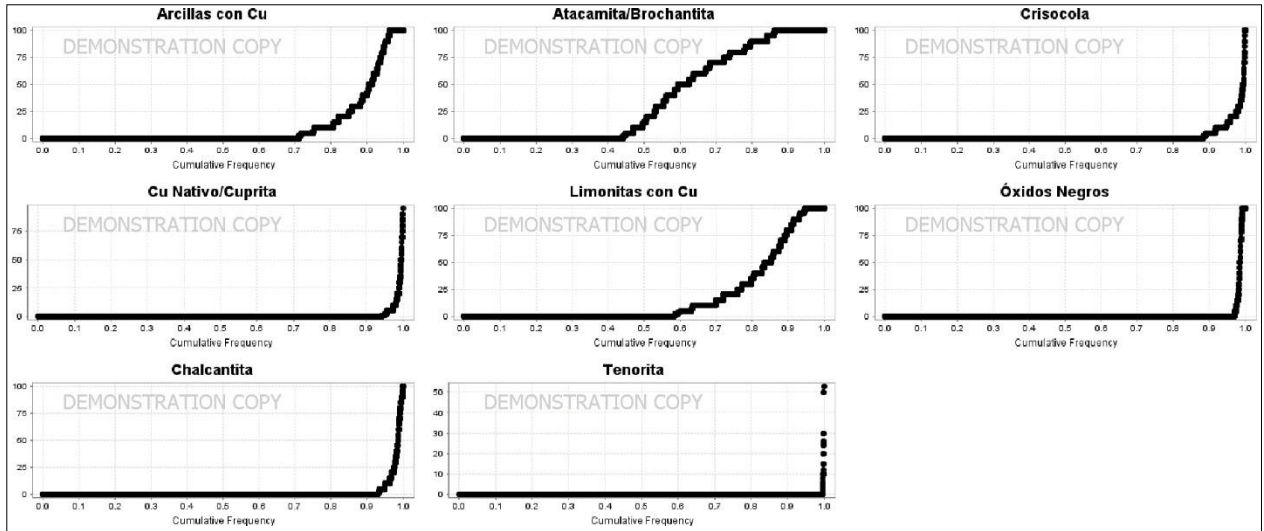 Arcillas con Cu
DEMONSTRATION COPY
100
75
50
25
0
0.0 0.1 0.2 0.3 0.4 0.5 0.6 0.7 0.8 0.9 1.0
Cumulative Frequency
Atacamita/Brochantita
DEMONSTRATION COPY
100
75
50
25
0
0.0 0.1 0.2 0.3 0.4 0.5 0.6 0.7 0.8 0.9 1.0
Cumulative Frequency
Crisocola
DEMONSTRATION COPY
100
75
50
25
0
0.0 0.1 0.2 0.3 0.4 0.5 0.6 0.7 0.8 0.9 1.0
Cumulative Frequency
Cu Nativo/Cuprita
DEMONSTRATION COPY
75
50
25
0
0.0 0.1 0.2 0.3 0.4 0.5 0.6 0.7 0.8 0.9 1.0
Cumulative Frequency
Limonitas con Cu
DEMONSTRATION COPY
100
75
50
25
0
0.0 0.1 0.2 0.3 0.4 0.5 0.6 0.7 0.8 0.9 1.0
Cumulative Frequency
Óxidos Negros
DEMONSTRATION COPY
100
75
50
25
0
0.0 0.1 0.2 0.3 0.4 0.5 0.6 0.7 0.8 0.9 1.0
Cumulative Frequency
Chalcantita
DEMONSTRATION COPY
100
75
50
25
0
0.0 0.1 0.2 0.3 0.4 0.5 0.6 0.7 0.8 0.9 1.0
Cumulative Frequency
Tenorita
DEMONSTRATION COPY
50
40
30
20
10
0
0.0 0.1 0.2 0.3 0.4 0.5 0.6 0.7 0.8 0.9 1.0
Cumulative Frequency